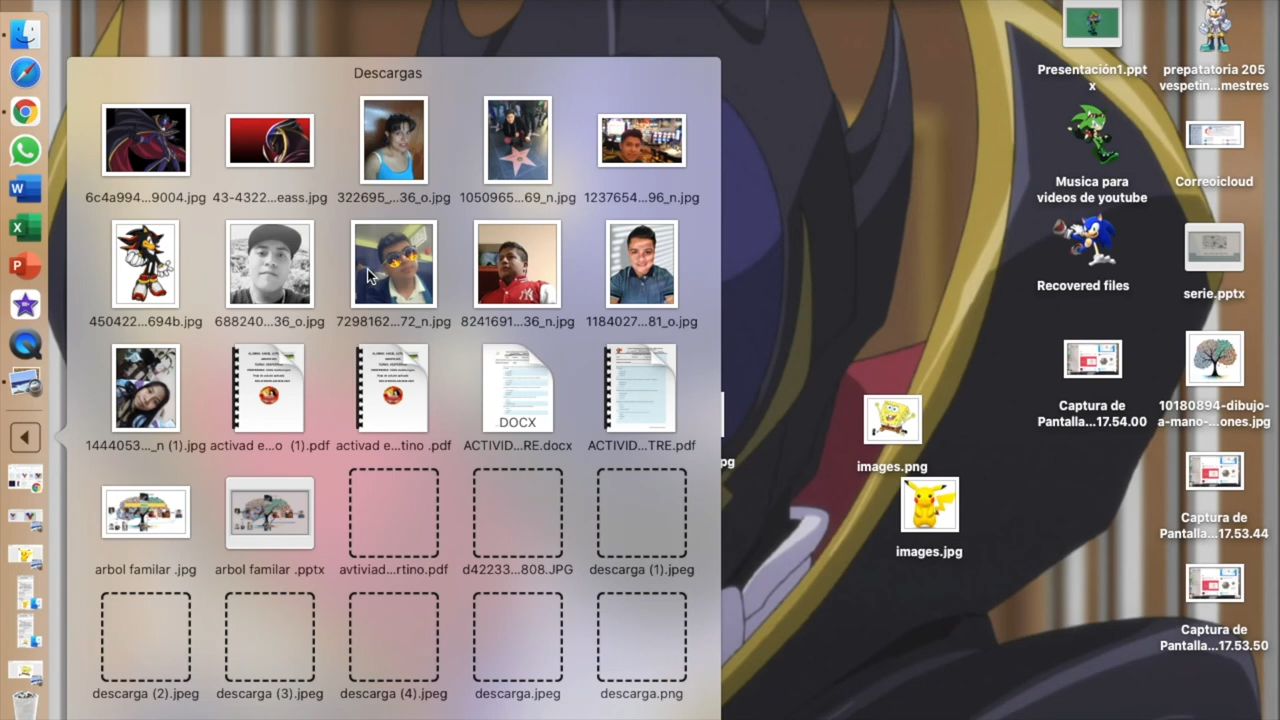 Descargas
6c4a994...9004.jpg
43-4322...eass.jpg
322695_...36_o.jpg
1050965...69_n.jpg
1237654...96_n.jpg
450422...694b.jpg
688240...36_o.jpg
7298162...72_n.jpg
8241691...36_n.jpg
1184027...81_o.jpg
1444053..._n (1).jpg
activad e...o (1).pdf
activad e...tino .pdf
DOCX
ACTIVID...RE.docx
ACTIVID...TRE.pdf
arbol familar .jpg
arbol familar .pptx
avtiviad...rtino.pdf
d42233...808.JPG
descarga (1).jpeg
descarga (2).jpeg
descarga (3).jpeg
descarga (4).jpeg
descarga.jpeg
descarga.png
pg
images.png
images.jpg
Presentación1.ppt
x
Musica para
videos de youtube
Recovered files
Captura de
Pantalla...17.54.00
prepatatoria 205
vespetin...mestres
Correoicloud
serie.pptx
10180894-dibujo-
a-mano-...ones.jpg
Captura de
Pantalla...17.53.44
Captura de
Pantalla...17.53.50